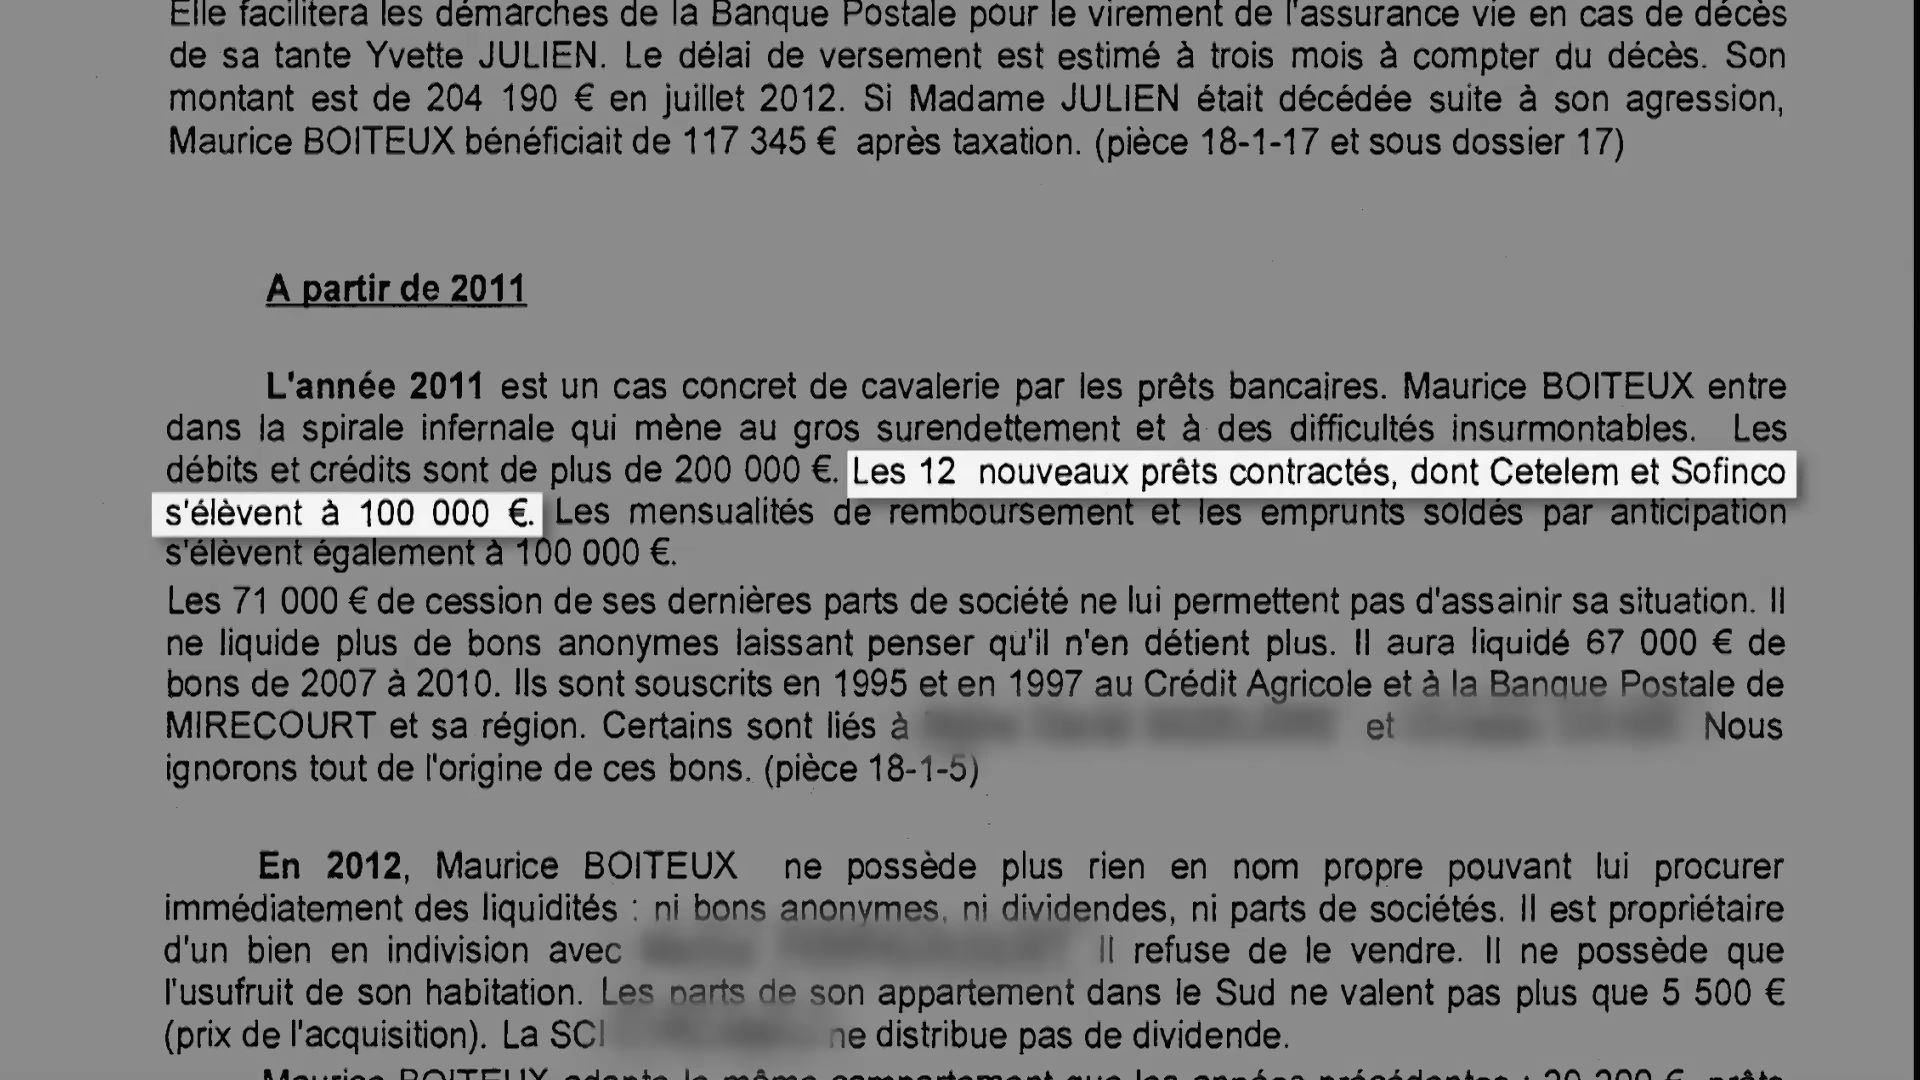 Elle facilitera les démarches de la Banque Postale pour le virement de l'assurance vie en cas de décès
de sa tante Yvette JULIEN. Le délai de versement est estimé à trois mois à compter du décès. Son
montant est de 204 190 € en juillet 2012. Si Madame JULIEN était décédée suite à son agression,
Maurice BOITEUX bénéficiait de 117 345 € après taxation. (pièce 18-1-17 et sous dossier 17)
A partir de 2011
L'année 2011 est un cas concret de cavalerie par les prêts bancaires. Maurice BOITEUX entre
dans la spirale infernale qui mène au gros surendettement et à des difficultés insurmontables. Les
débits et crédits sont de plus de 200 000 €. Les 12 nouveaux prêts contractés, dont Cetelem et Sofinco
s'élèvent à 100 000 €. Les mensualités de remboursement et les emprunts soldés par anticipation
s'élèvent également à 100 000 €.
Les 71 000 € de cession de ses dernières parts de société ne lui permettent pas d'assainir sa situation. Il
ne liquide plus de bons anonymes laissant penser qu'il n'en détient plus. Il aura liquidé 67 000 € de
bons de 2007 à 2010. Ils sont souscrits en 1995 et en 1997 au Crédit Agricole et à la Banque Postale de
MIRECOURT et sa région. Certains sont liés à et Nous
ignorons tout de l'origine de ces bons. (pièce 18-1-5)
En 2012, Maurice BOITEUX ne possède plus rien en nom propre pouvant lui procurer
immédiatement des liquidités : ni bons anonymes, ni dividendes, ni parts de sociétés. Il est propriétaire
d'un bien en indivision avec Il refuse de le vendre. Il ne possède que
l'usufruit de son habitation. Les parts de son appartement dans le Sud ne valent pas plus que 5 500 €
(prix de l'acquisition). La SCI ne distribue pas de dividende.
Maurice BOITEUX adopte le même comportement que les années précédentes : 20 200 € prêts